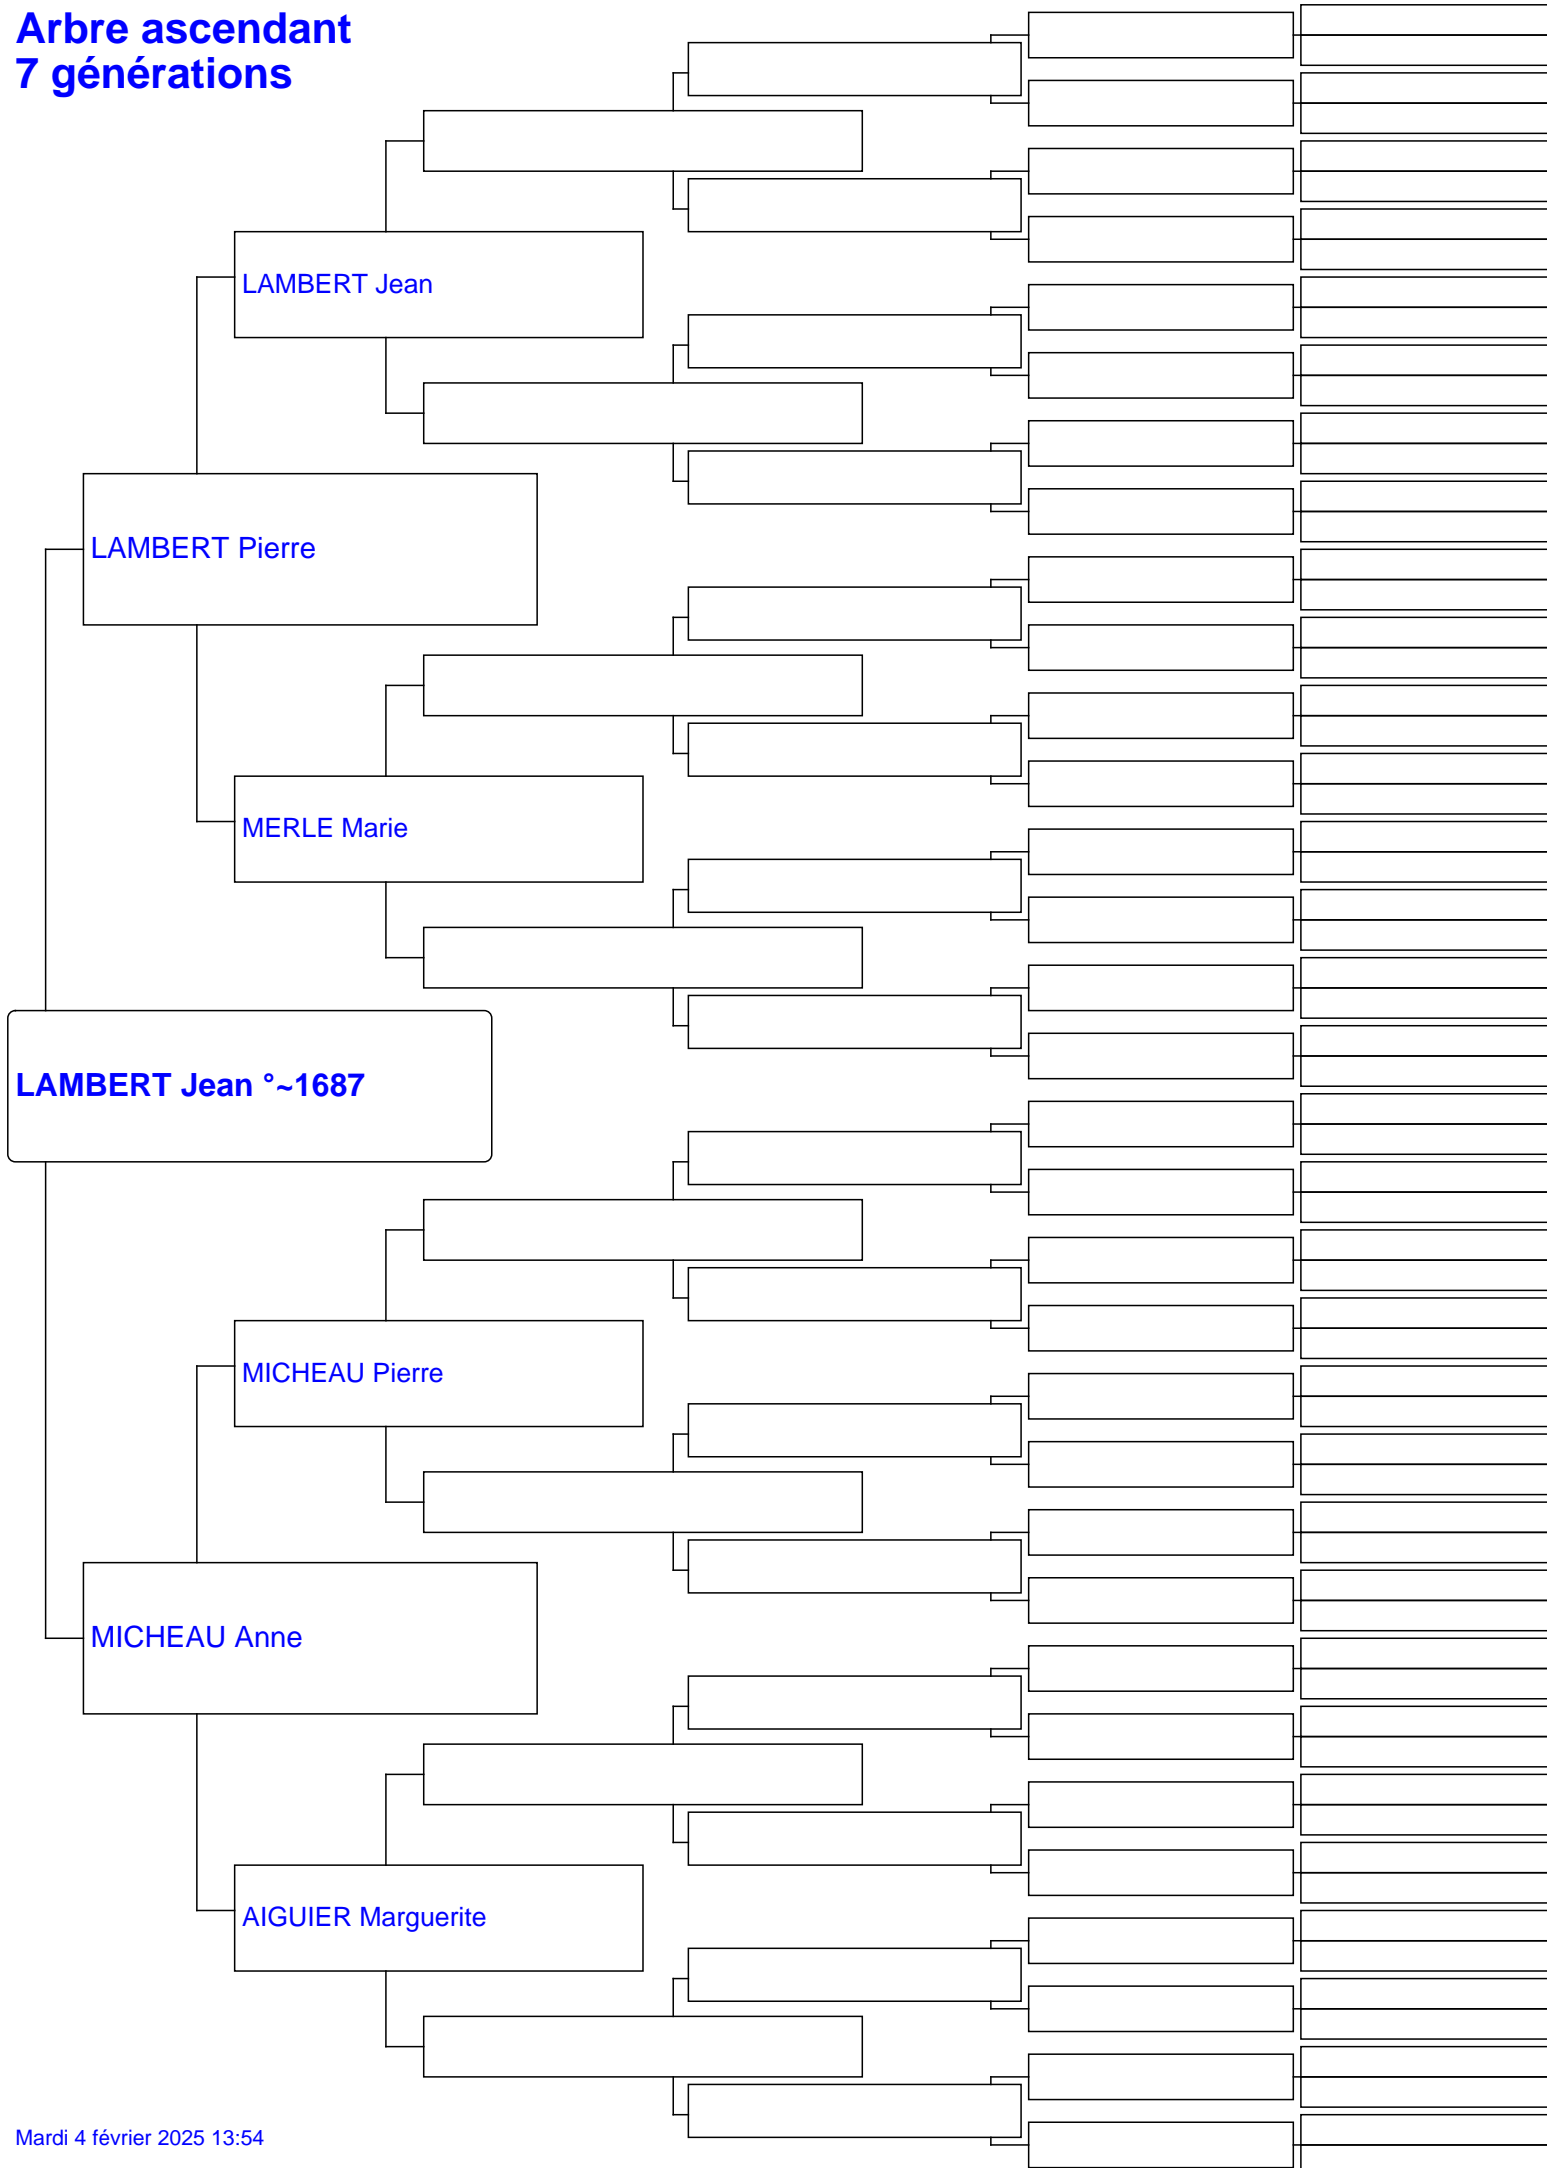 Arbre ascendant
7 générations
LAMBERT Jean
LAMBERT Pierre
MERLE Marie
LAMBERT Jean °~1687
MICHEAU Pierre
MICHEAU Anne
AIGUIER Marguerite
Mardi 4 février 2025 13:54